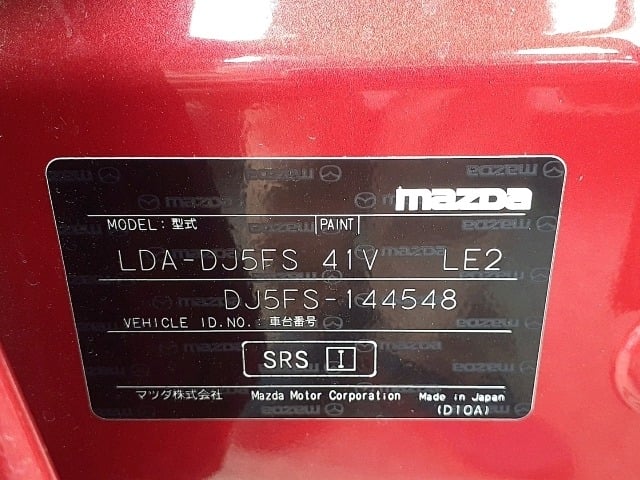 mazda
MODEL: 型式 PAINT
LDA-DJ5FS 41V LE2
DJ5FS-144548
VEHICLE ID.NO.: 車台番号
SRS I
マツダ株式会社 Mazda Motor Corporation Made in Japan
(D10A)